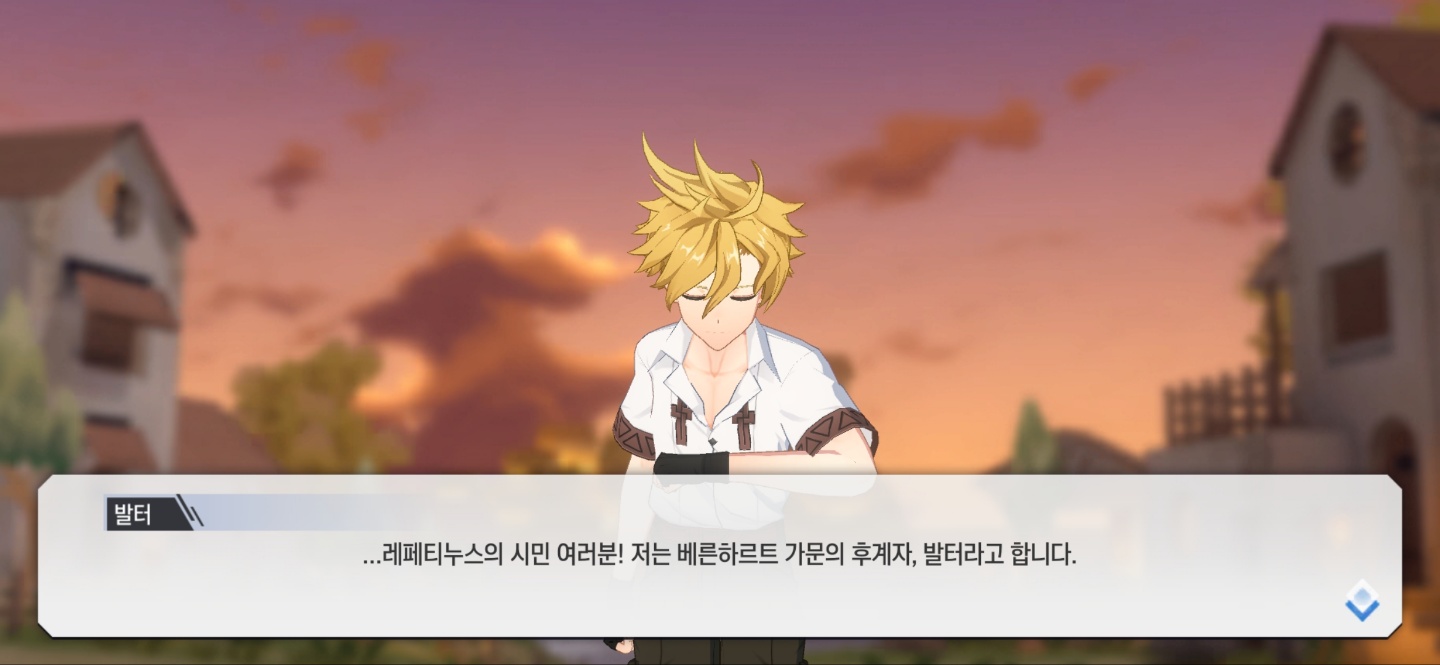 발터
...레페티누스의 시민 여러분! 저는 베른하르트 가문의 후계자, 발터라고 합니다.